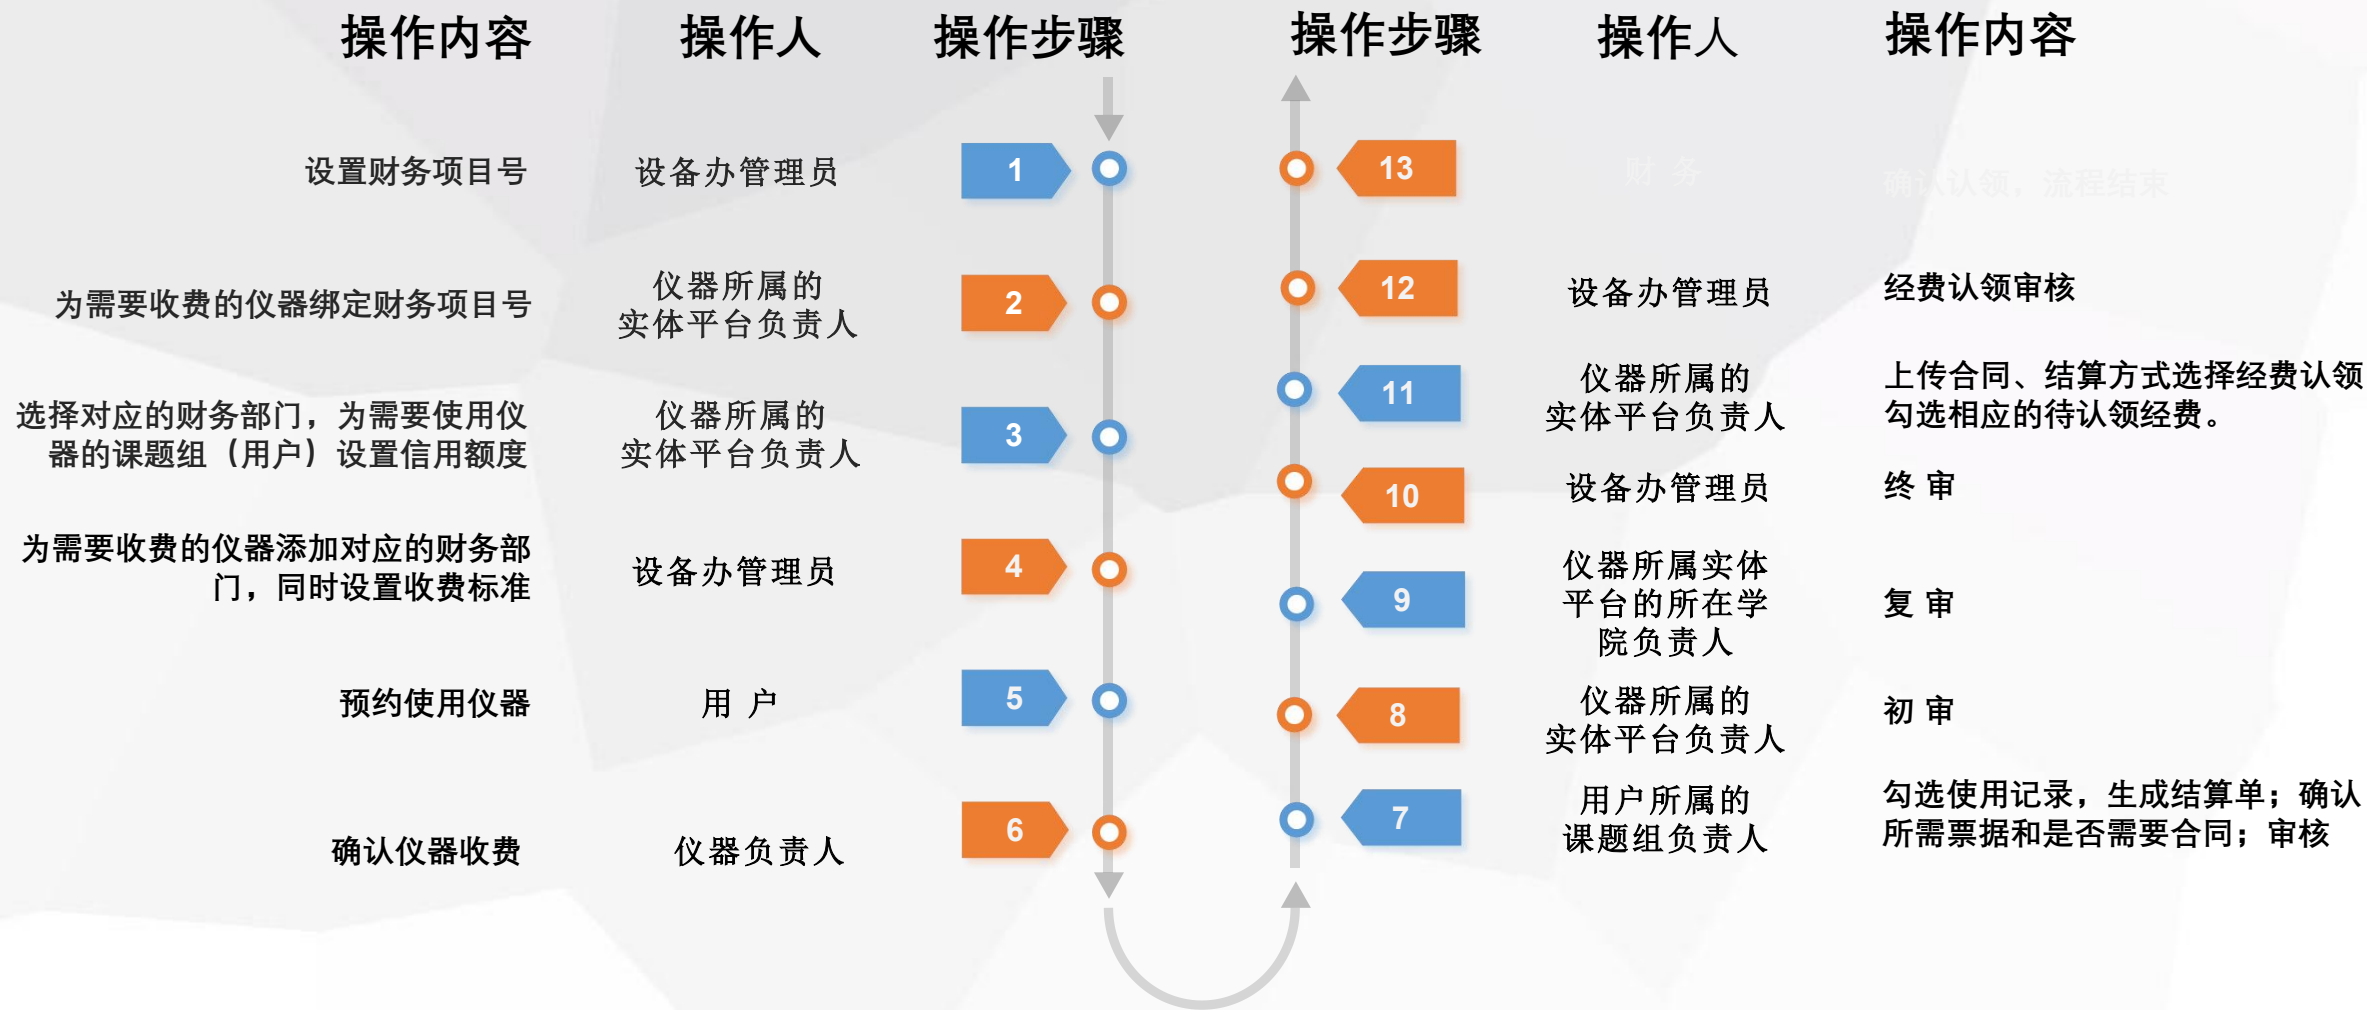 操作内容 操作人 操作步骤 操作步骤 操作人 操作内容
设置财务项目号 设备办管理员 1
为需要收费的仪器绑定财务项目号 仪器所属的
实体平台负责人 2
选择对应的财务部门，为需要使用仪
器的课题组（用户）设置信用额度 仪器所属的
实体平台负责人 3
为需要收费的仪器添加对应的财务部
门，同时设置收费标准 设备办管理员 4
预约使用仪器 用 户 5
确认仪器收费 仪器负责人 6
13 财 务 确认认领，流程结束
12 设备办管理员 经费认领审核
11 仪器所属的
实体平台负责人 上传合同、结算方式选择经费认领
勾选相应的待认领经费。
10 设备办管理员 终 审
9 仪器所属实体
平台的所在学
院负责人 复 审
8 仪器所属的
实体平台负责人 初 审
7 用户所属的
课题组负责人 勾选使用记录，生成结算单；确认
所需票据和是否需要合同；审核